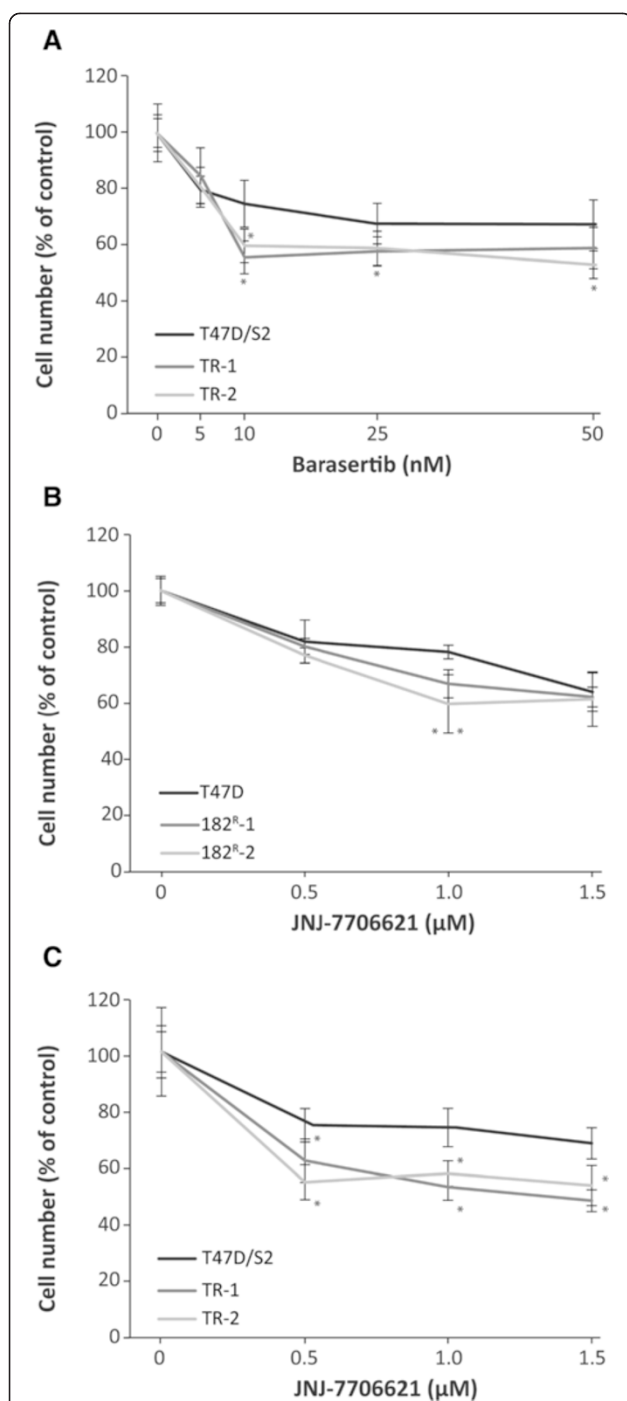 A
120
100
80
60
40
20
0
Cell number (% of control)
*
*
*
*
T47D/S2
TR-1
TR-2
0 5 10 25 50
Barasertib (nM)
B
120
100
80
60
40
20
0
Cell number (% of control)
* *
T47D
182ᴿ-1
182ᴿ-2
0 0.5 1.0 1.5
JNJ-7706621 (µM)
C
120
100
80
60
40
20
0
Cell number (% of control)
*
*
*
*
*
*
T47D/S2
TR-1
TR-2
0 0.5 1.0 1.5
JNJ-7706621 (µM)